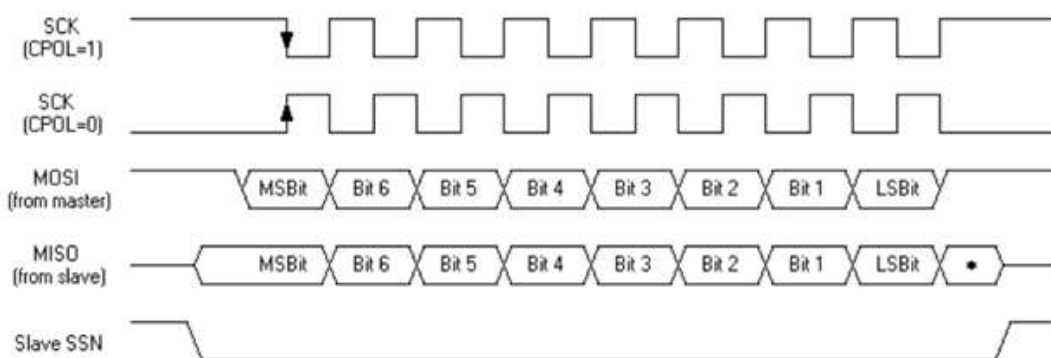 SCK
(CPOL=1)
SCK
(CPOL=0)
MOSI
(from master)
MSBit Bit 6 Bit 5 Bit 4 Bit 3 Bit 2 Bit 1 LSBit
MISO
(from slave)
MSBit Bit 6 Bit 5 Bit 4 Bit 3 Bit 2 Bit 1 LSBit *
Slave SSN